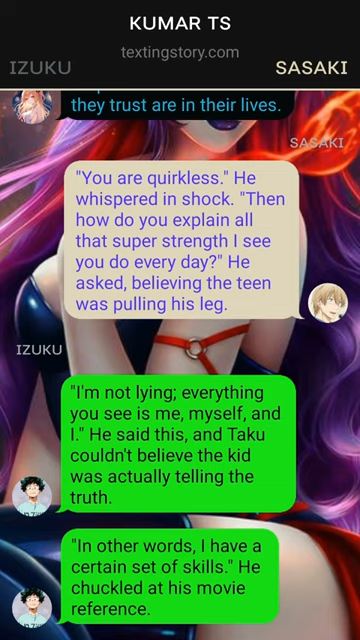 KUMAR TS
textingstory.com
IZUKU
SASAKI
they trust are in their lives.
SASAKI
"You are quirkless." He
whispered in shock. "Then
how do you explain all
that super strength I see
you do every day?" He
asked, believing the teen
was pulling his leg.
IZUKU
"I'm not lying; everything
you see is me, myself, and
I." He said this, and Taku
couldn't believe the kid
was actually telling the
truth.
"In other words, I have a
certain set of skills." He
chuckled at his movie
reference.